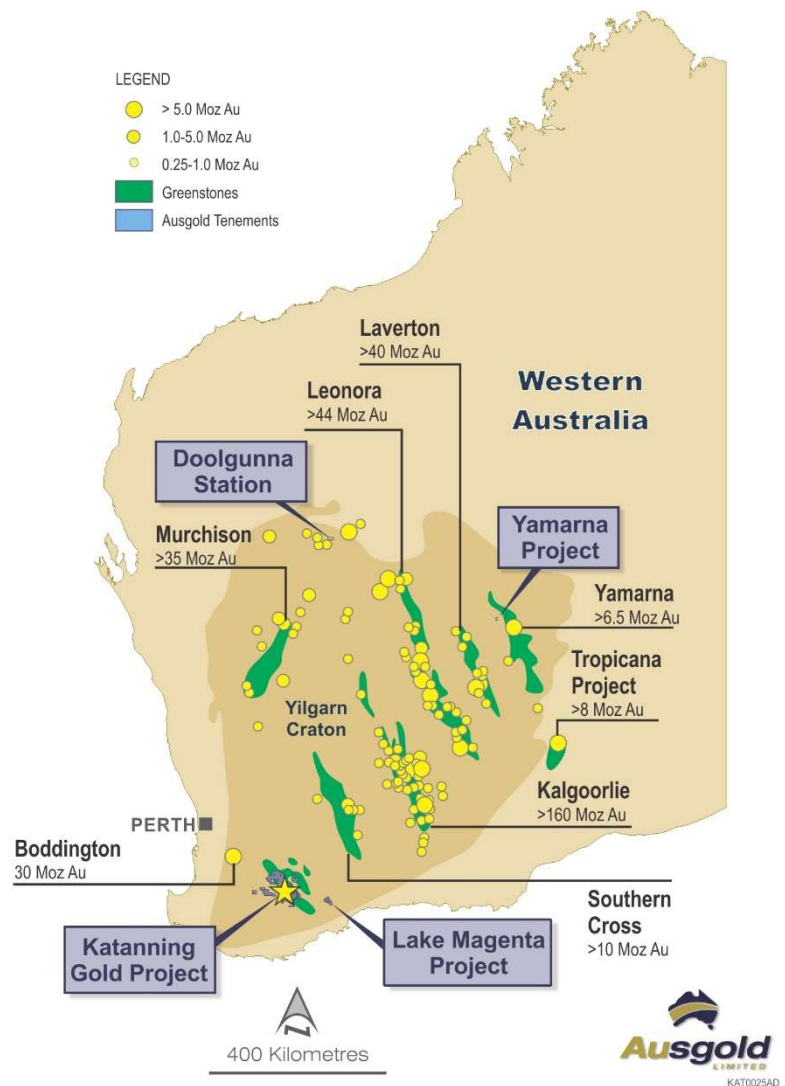 LEGEND
> 5.0 Moz Au
1.0-5.0 Moz Au
0.25-1.0 Moz Au
Greenstones
Ausgold Tenements
Laverton
>40 Moz Au
Western
Australia
Leonora
>44 Moz Au
Doolgunna
Station
Yamarna
Project
Murchison
>35 Moz Au
Yamarna
>6.5 Moz Au
Tropicana
Project
>8 Moz Au
Yilgarn
Craton
Kalgoorlie
>160 Moz Au
PERTH
Boddington
30 Moz Au
Southern
Cross
>10 Moz Au
Katanning
Gold Project
Lake Magenta
Project
N
400 Kilometres
Ausgold
LIMITED
KAT0025AD